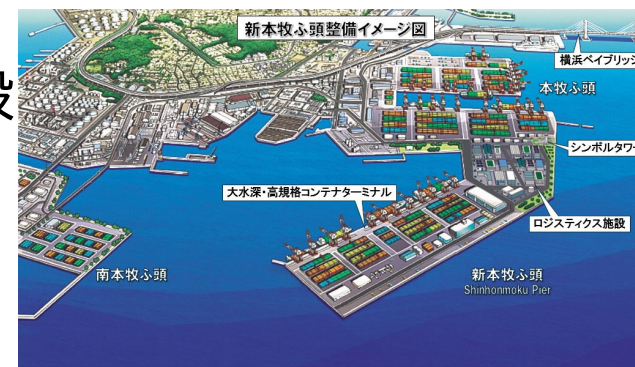 新本牧ふ頭整備イメージ図
横浜ベイブリッジ
本牧ふ頭
シンボルタワー
大水深・高規格コンテナターミナル
ロジスティクス施設
南本牧ふ頭
新本牧ふ頭
Shinhonmoku Pier